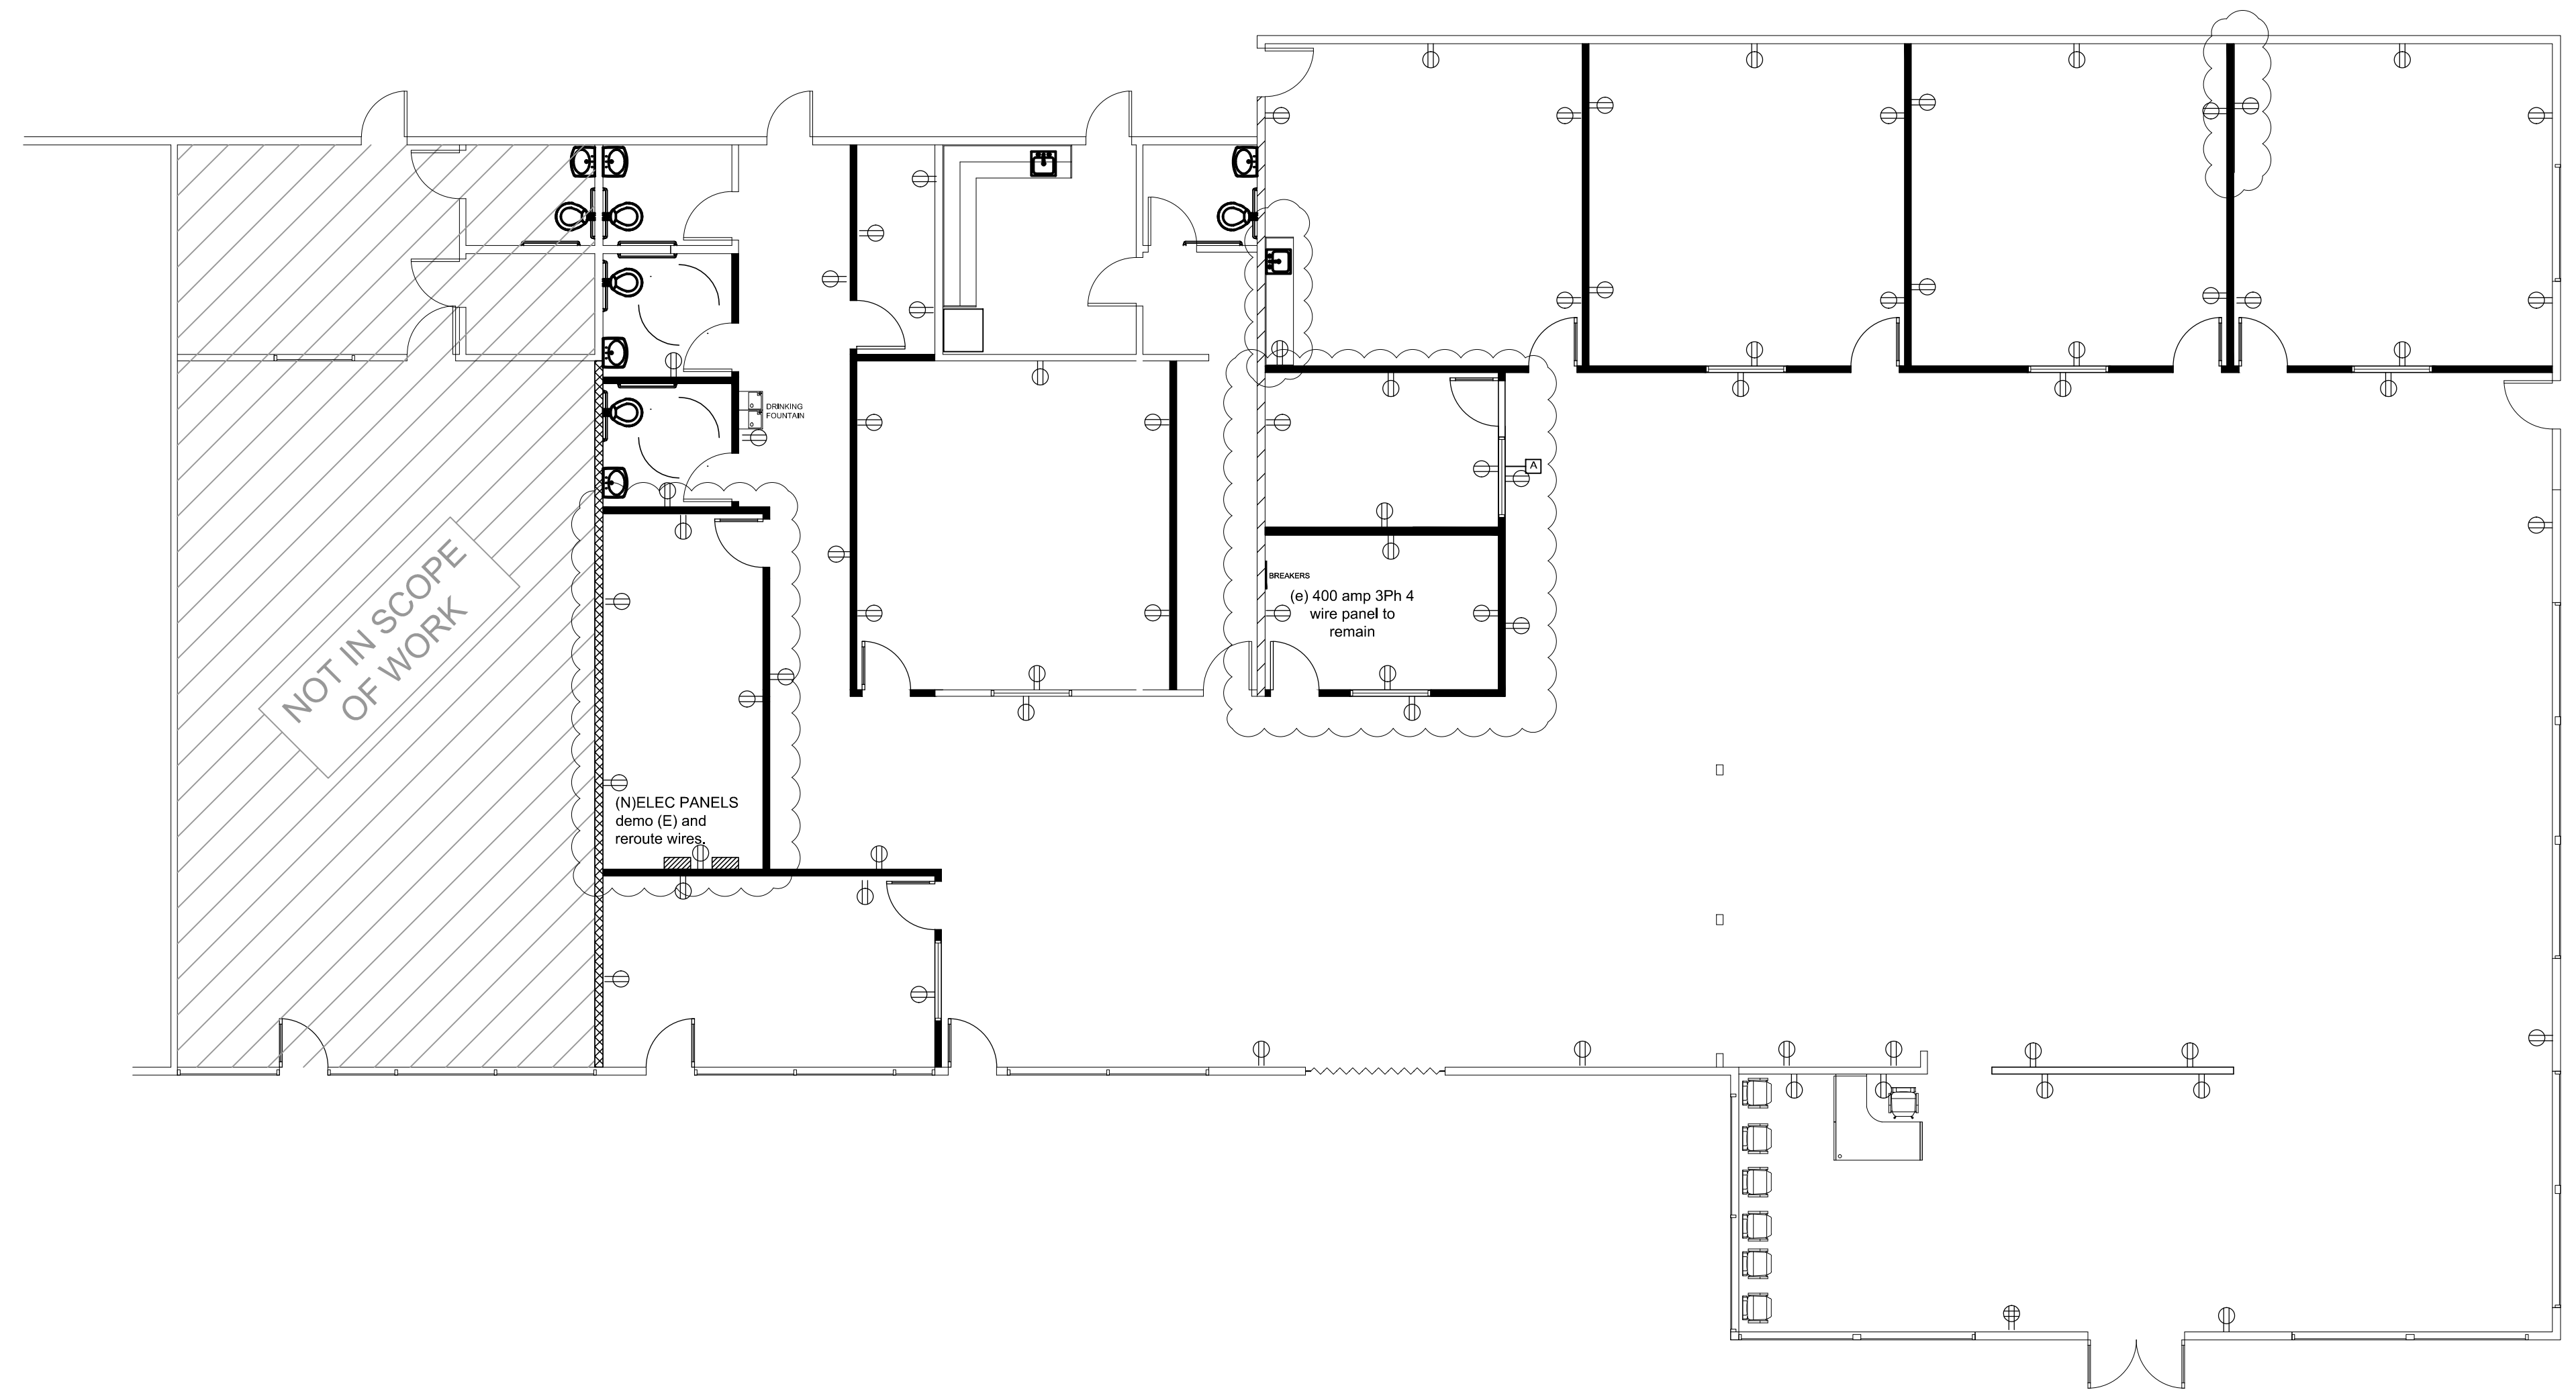 DRINKING
FOUNTAIN
A
BREAKERS
(e) 400 amp 3Ph 4
wire panel to
remain
NOT IN SCOPE
OF WORK
(N)ELEC PANELS
demo (E) and
reroute wires.